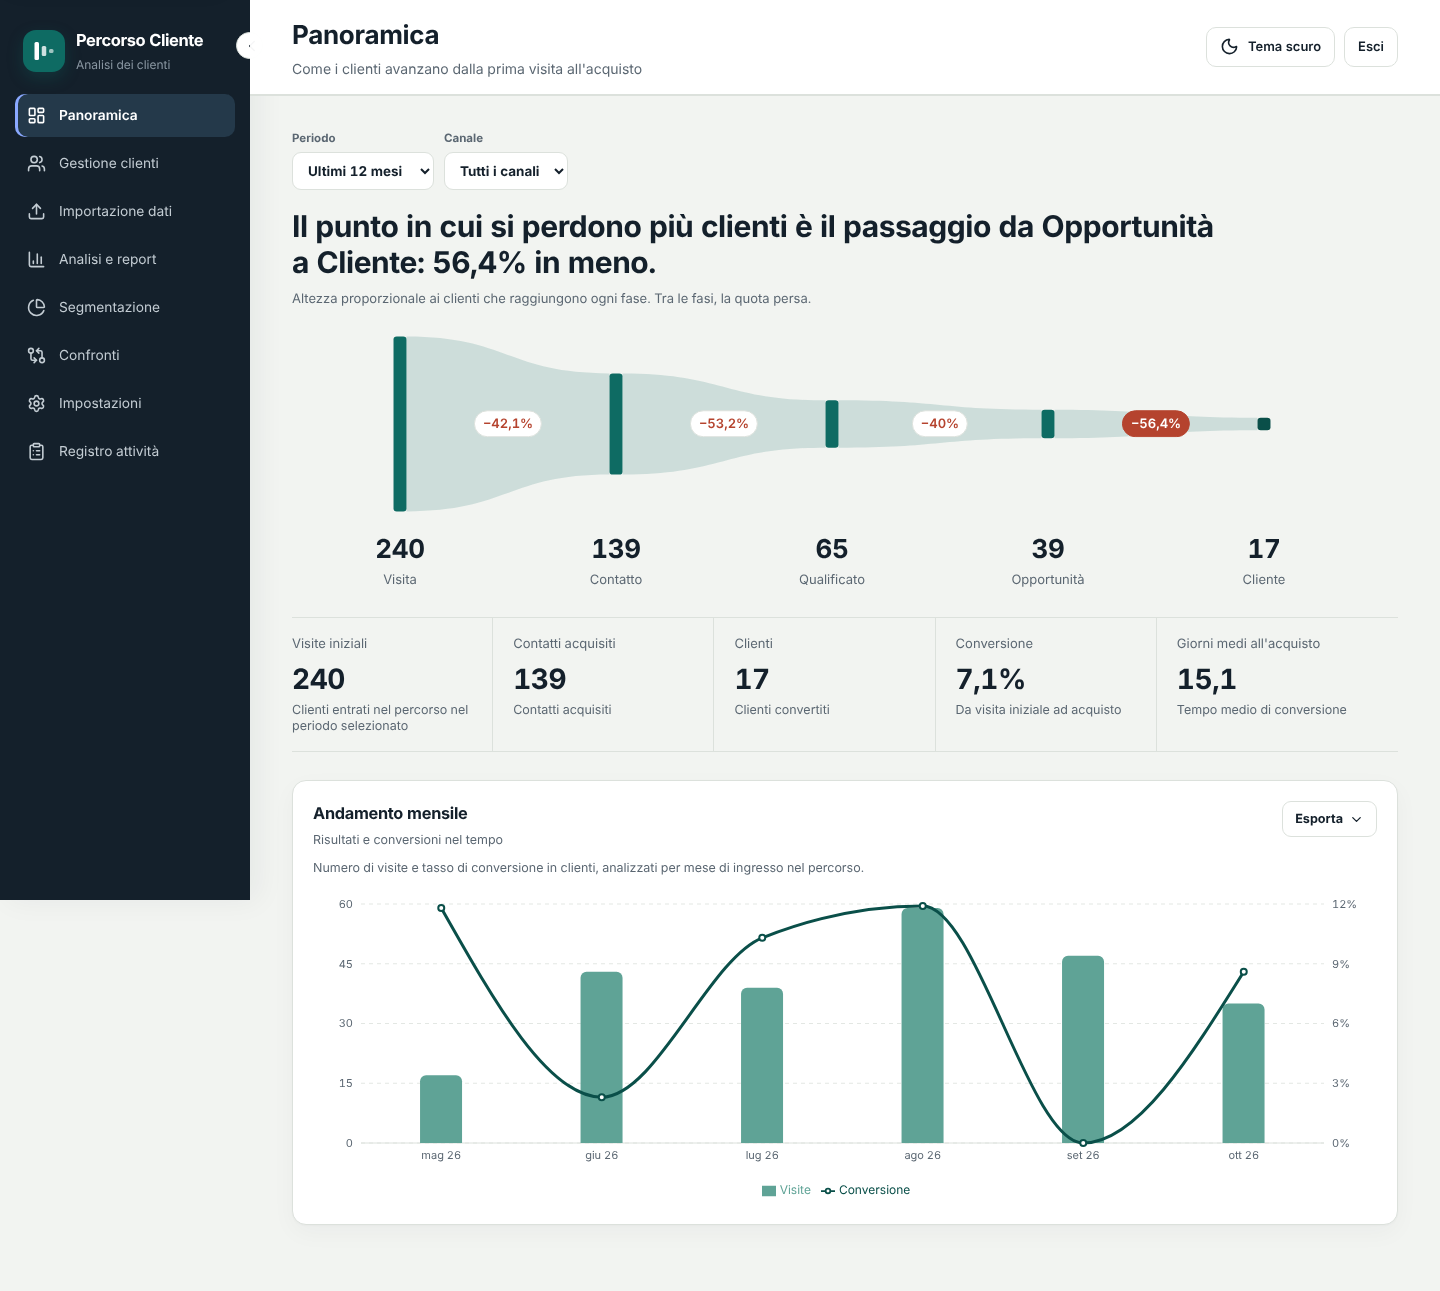 Percorso Cliente
Analisi dei clienti
Panoramica
Gestione clienti
Importazione dati
Analisi e report
Segmentazione
Confronti
Impostazioni
Registro attività
Panoramica
Come i clienti avanzano dalla prima visita all'acquisto
Tema scuro
Esci
Periodo
Canale
Ultimi 12 mesi
Tutti i canali
Il punto in cui si perdono più clienti è il passaggio da Opportunità
a Cliente: 56,4% in meno.
Altezza proporzionale ai clienti che raggiungono ogni fase. Tra le fasi, la quota persa.
−42,1%
−53,2%
−40%
−56,4%
240
139
65
39
17
Visita
Contatto
Qualificato
Opportunità
Cliente
Visite iniziali
240
Clienti entrati nel percorso nel
periodo selezionato
Contatti acquisiti
139
Contatti acquisiti
Clienti
17
Clienti convertiti
Conversione
7,1%
Da visita iniziale ad acquisto
Giorni medi all'acquisto
15,1
Tempo medio di conversione
Andamento mensile
Risultati e conversioni nel tempo
Esporta
Numero di visite e tasso di conversione in clienti, analizzati per mese di ingresso nel percorso.
60
45
30
15
0
12%
9%
6%
3%
0%
mag 26
giu 26
lug 26
ago 26
set 26
ott 26
Visite
Conversione